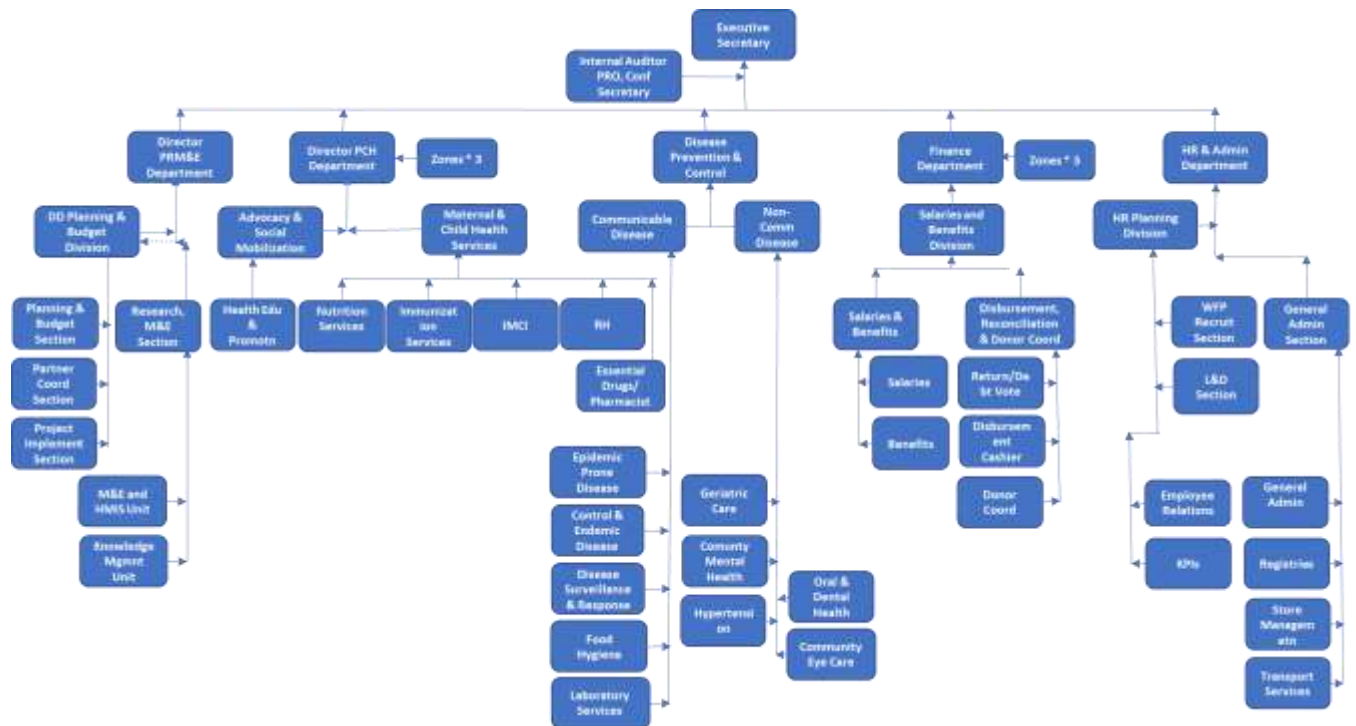 Executive
Secretary
Internal Auditor
PRO, Conf
Secretary
Director
PRM&E
Department
Director PCH
Department
Zones * 3
Disease
Prevention &
Control
Finance
Department
Zones * 3
HR & Admin
Department
DD Planning &
Budget
Division
Advocacy &
Social
Mobilization
Maternal &
Child Health
Services
Communicable
Disease
Non-
Comm
Disease
Salaries and
Benefits
Division
HR Planning
Division
Planning &
Budget
Section
Research,
M&E
Section
Health Edu
&
Promotn
Nutrition
Services
Immunizat
ion
Services
IMCI
RH
Salaries &
Benefits
Disbursement,
Reconciliation
& Donor Coord
WFP
Recruit
Section
General
Admin
Section
Partner
Coord
Section
Essential
Drugs/
Pharmacist
Salaries
Return/De
bt Vote
L&D
Section
Project
Implement
Section
Benefits
Disbursem
ent
Cashier
Epidemic
Prone
Disease
M&E and
HMIS Unit
Geriatric
Care
Donor
Coord
Employee
Relations
General
Admin
Control &
Endemic
Disease
Knowledge
Mgmnt
Unit
Comunty
Mental
Health
KPIs
Registries
Disease
Surveillance
& Response
Oral &
Dental
Health
Hypertensi
on
Store
Managem
etn
Food
Hygiene
Community
Eye Care
Laboratory
Services
Transport
Services